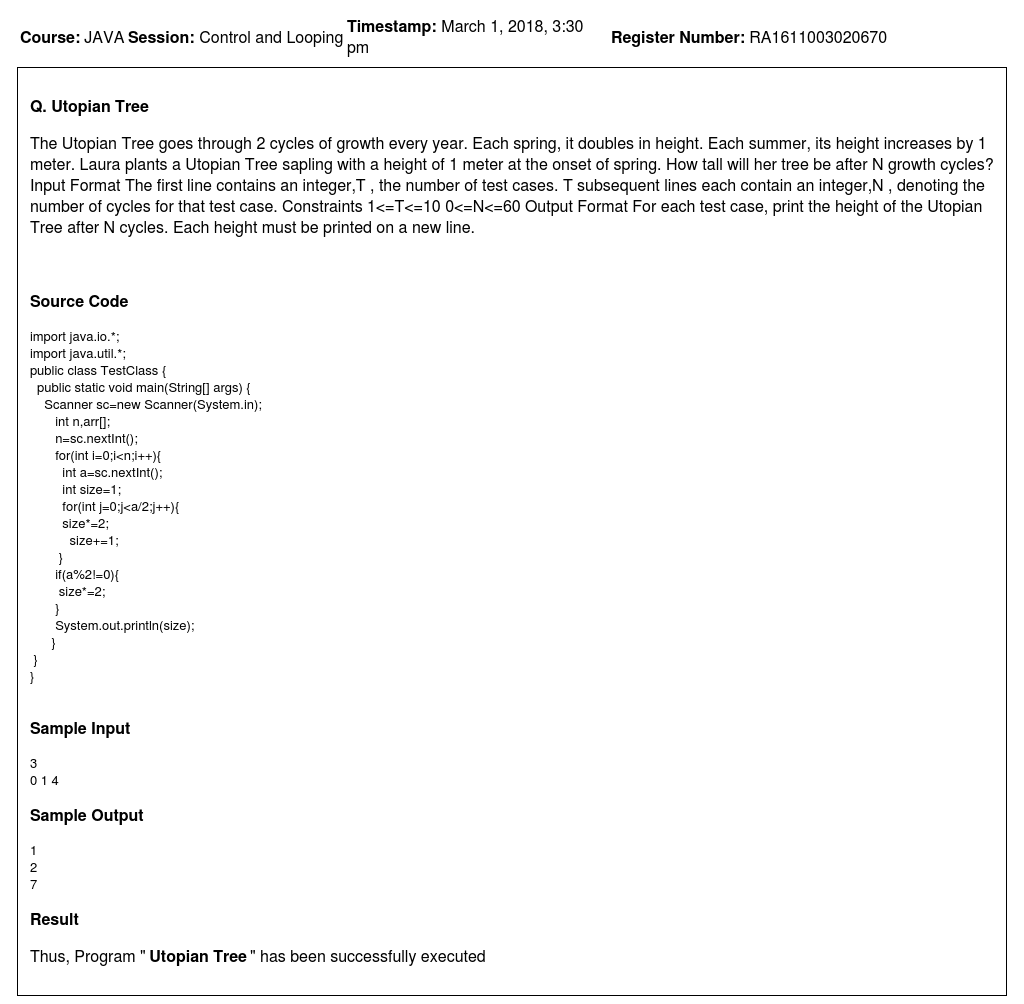 Course: JAVA Session: Control and Looping Timestamp: March 1, 2018, 3:30 pm Register Number: RA1611003020670
Q. Utopian Tree
The Utopian Tree goes through 2 cycles of growth every year. Each spring, it doubles in height. Each summer, its height increases by 1
meter. Laura plants a Utopian Tree sapling with a height of 1 meter at the onset of spring. How tall will her tree be after N growth cycles?
Input Format The first line contains an integer,T , the number of test cases. T subsequent lines each contain an integer,N , denoting the
number of cycles for that test case. Constraints 1<=T<=10 0<=N<=60 Output Format For each test case, print the height of the Utopian
Tree after N cycles. Each height must be printed on a new line.
Source Code
import java.io.*;
import java.util.*;
public class TestClass {
public static void main(String[] args) {
Scanner sc=new Scanner(System.in);
int n,arr[];
n=sc.nextInt();
for(int i=0;i<n;i++){
int a=sc.nextInt();
int size=1;
for(int j=0;j<a/2;j++){
size*=2;
size+=1;
}
if(a%2!=0){
size*=2;
}
System.out.println(size);
}
}
}
Sample Input
3
0 1 4
Sample Output
1
2
7
Result
Thus, Program " Utopian Tree " has been successfully executed